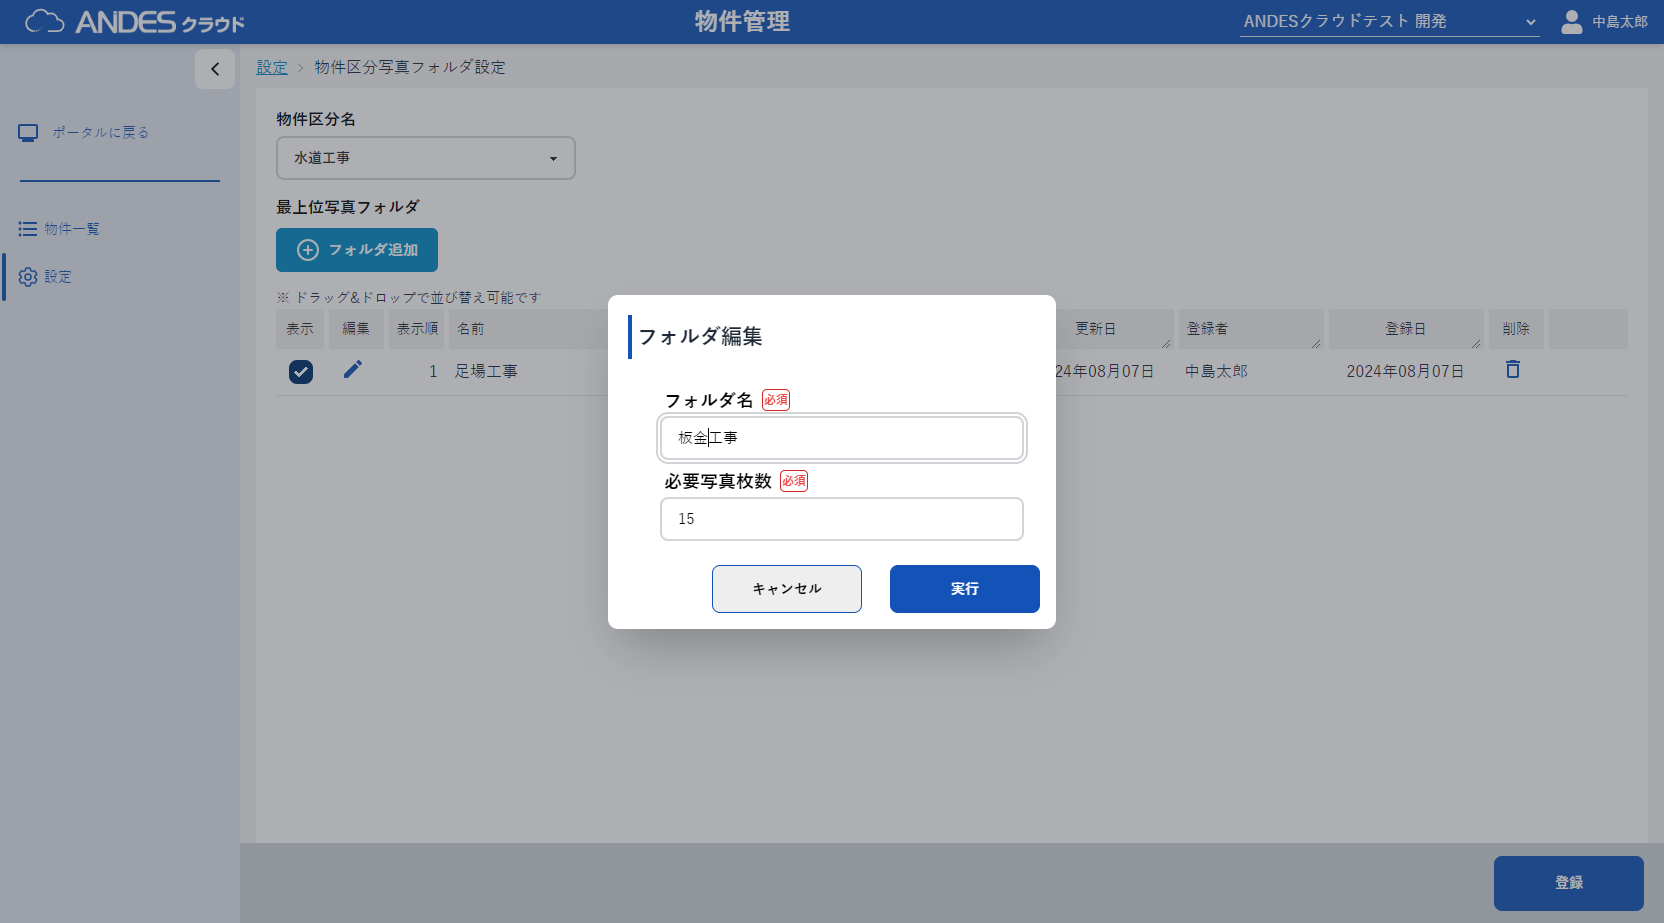 ANDES クラウド
物件管理
ANDESクラウドテスト 開発
中島太郎
ポータルに戻る
物件一覧
設定
設定 > 物件区分写真フォルダ設定
物件区分名
水道工事
最上位写真フォルダ
フォルダ追加
※ ドラッグ&ドロップで並び替え可能です
表示 編集 表示順 名前 更新日 登録者 登録日 削除
1 足場工事 24年08月07日 中島太郎 2024年08月07日
フォルダ編集
フォルダ名 必須
板金工事
必要写真枚数 必須
15
キャンセル 実行
登録